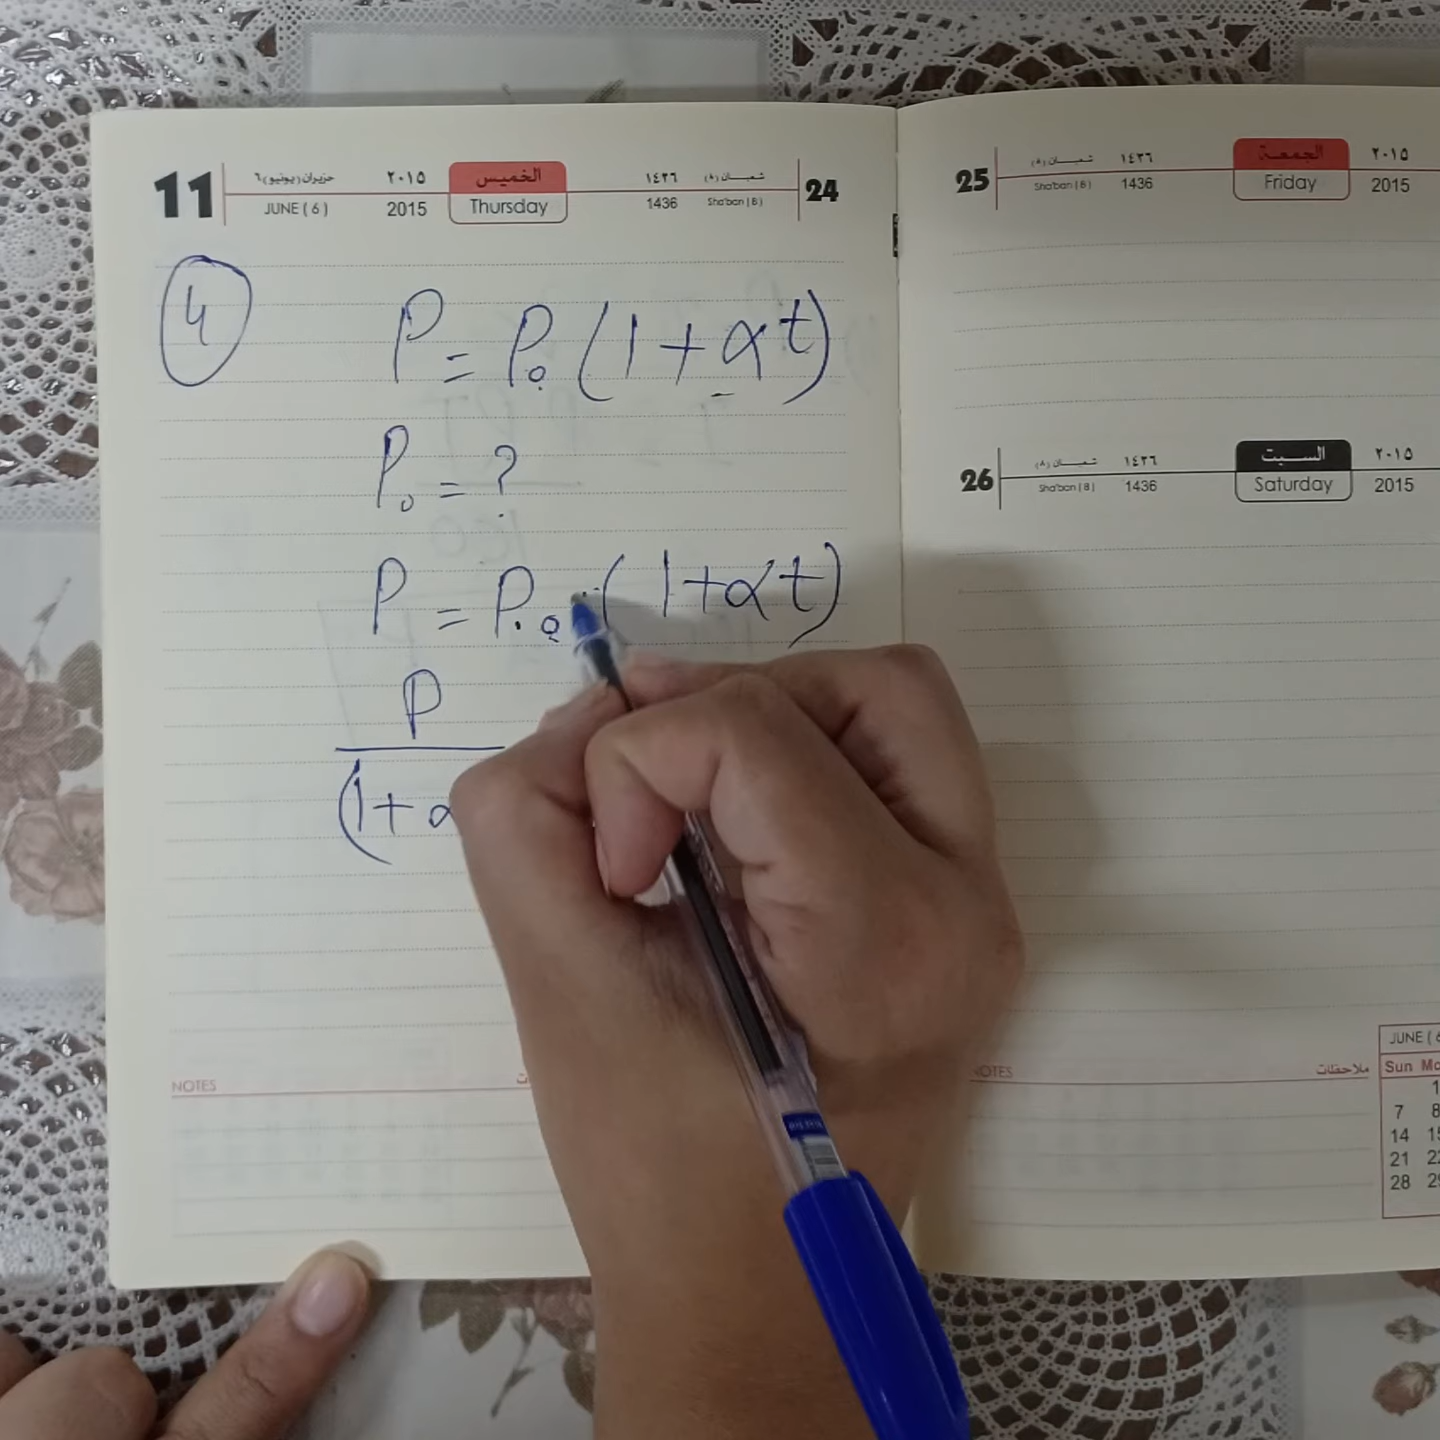 11 حزيران (يونيو) ٦ ٢٠١٥ الخميس ١٤٣٦ شعبان (٨) 24
JUNE ( 6 ) 2015 Thursday 1436 Sha'ban ( 8 )
4 P = P₀ (1 + αt)
P₀ = ?
P = P.₀ (1+αt)
P
(1+α
NOTES
25 شعبان (٨) ١٤٣٦ الجمعة ٢٠١٥
Sha'ban ( 8 ) 1436 Friday 2015
26 شعبان (٨) ١٤٣٦ السبت ٢٠١٥
Sha'ban ( 8 ) 1436 Saturday 2015
ملاحظات
JUNE (
Sun
1
7 8
14
21
28